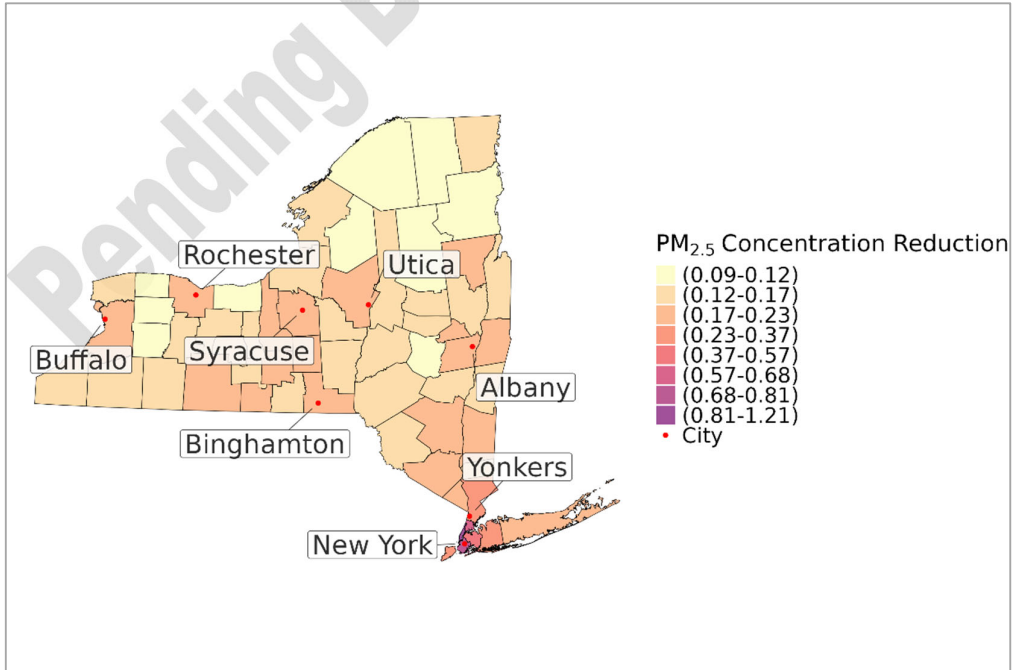 Pending
Rochester
Utica
Buffalo
Syracuse
Albany
Binghamton
Yonkers
New York
PM2.5 Concentration Reduction
(0.09-0.12)
(0.12-0.17)
(0.17-0.23)
(0.23-0.37)
(0.37-0.57)
(0.57-0.68)
(0.68-0.81)
(0.81-1.21)
City